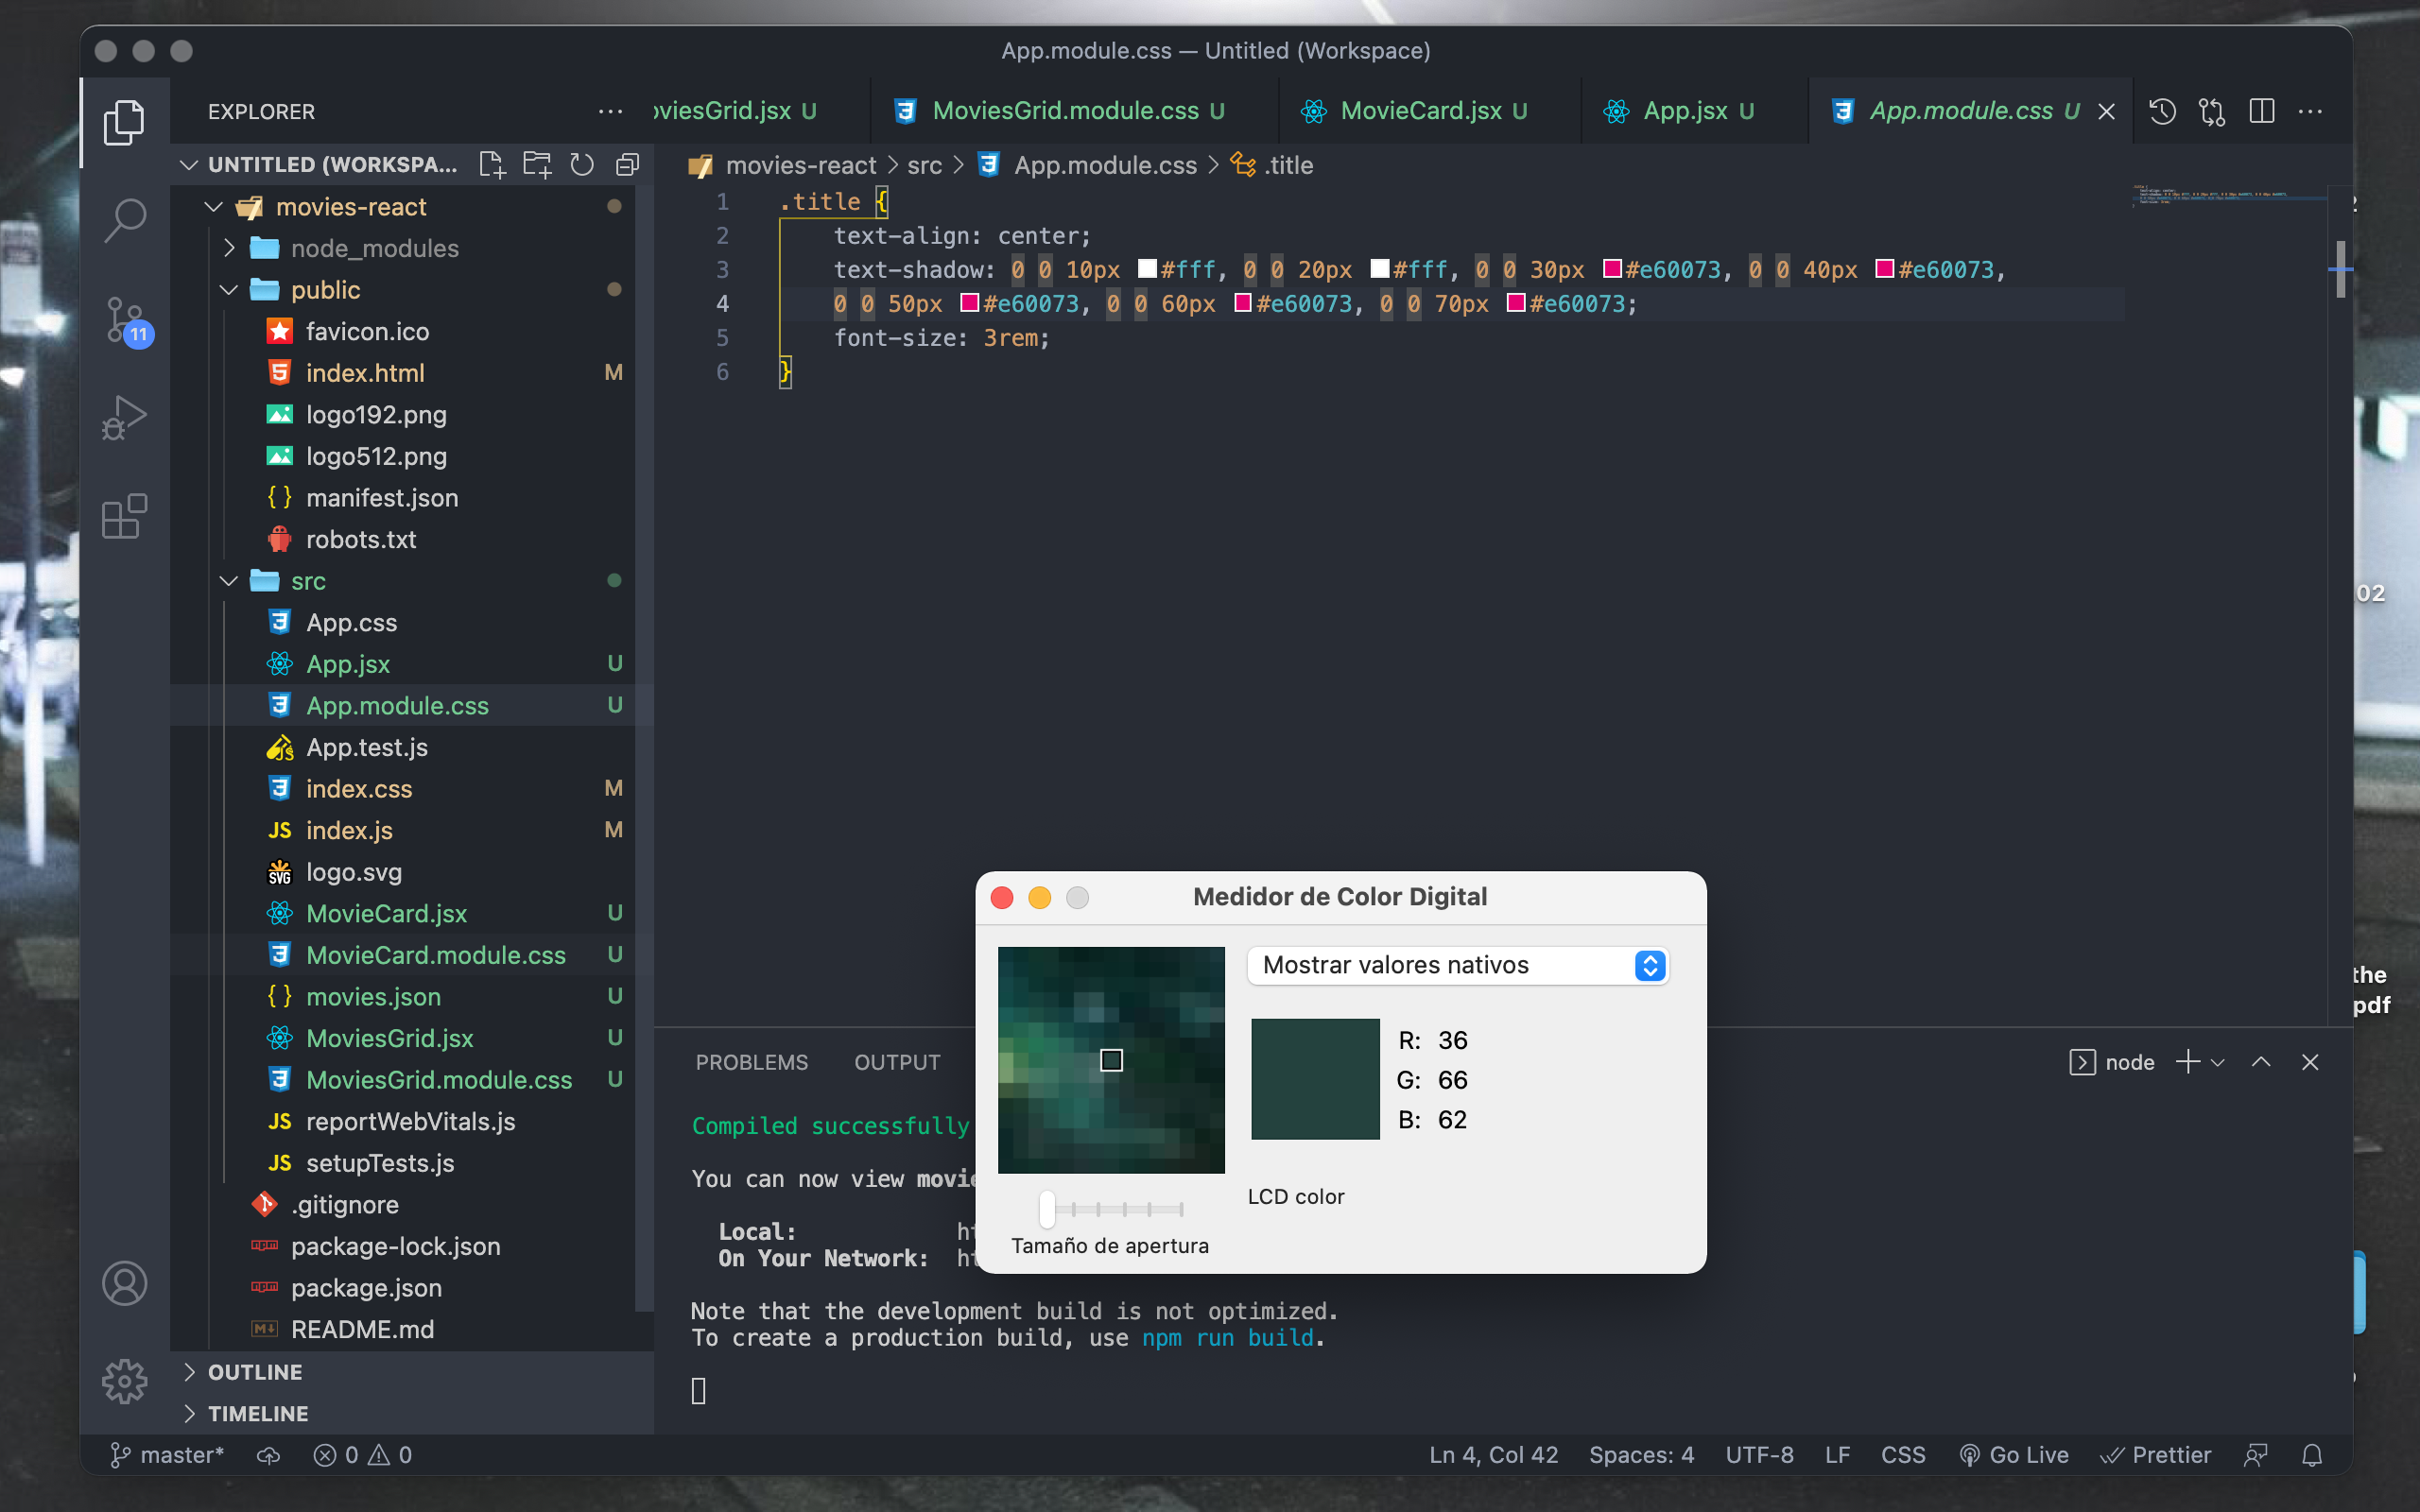 App.module.css — Untitled (Workspace)
EXPLORER
oviesGrid.jsx U
MoviesGrid.module.css U
MovieCard.jsx U
App.jsx U
App.module.css U
UNTITLED (WORKSPA...
movies-react > src > App.module.css > .title
movies-react
node_modules
public
favicon.ico
index.html M
logo192.png
logo512.png
manifest.json
robots.txt
src
App.css
App.jsx U
App.module.css U
App.test.js
index.css M
JS index.js M
SVG logo.svg
MovieCard.jsx U
MovieCard.module.css U
movies.json U
MoviesGrid.jsx U
MoviesGrid.module.css U
JS reportWebVitals.js
JS setupTests.js
.gitignore
package-lock.json
package.json
README.md
OUTLINE
TIMELINE
11
1 .title {
2 text-align: center;
3 text-shadow: 0 0 10px #fff, 0 0 20px #fff, 0 0 30px #e60073, 0 0 40px #e60073,
4 0 0 50px #e60073, 0 0 60px #e60073, 0 0 70px #e60073;
5 font-size: 3rem;
6 }
Medidor de Color Digital
Mostrar valores nativos
R: 36
G: 66
B: 62
LCD color
Tamaño de apertura
PROBLEMS
OUTPUT
node
Compiled successfully
You can now view movie
Local: ht
On Your Network: ht
Note that the development build is not optimized.
To create a production build, use npm run build.
master*
0
0
Ln 4, Col 42
Spaces: 4
UTF-8
LF
CSS
Go Live
Prettier
02
the
pdf